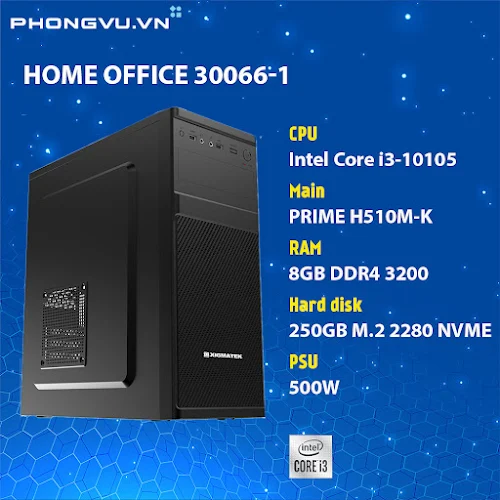 PHONGVU.VN
HOME OFFICE 30066-1
CPU
Intel Core i3-10105
Main
PRIME H510M-K
RAM
8GB DDR4 3200
Hard disk
250GB M.2 2280 NVME
PSU
500W
XIGMATEK
intel
CORE i3